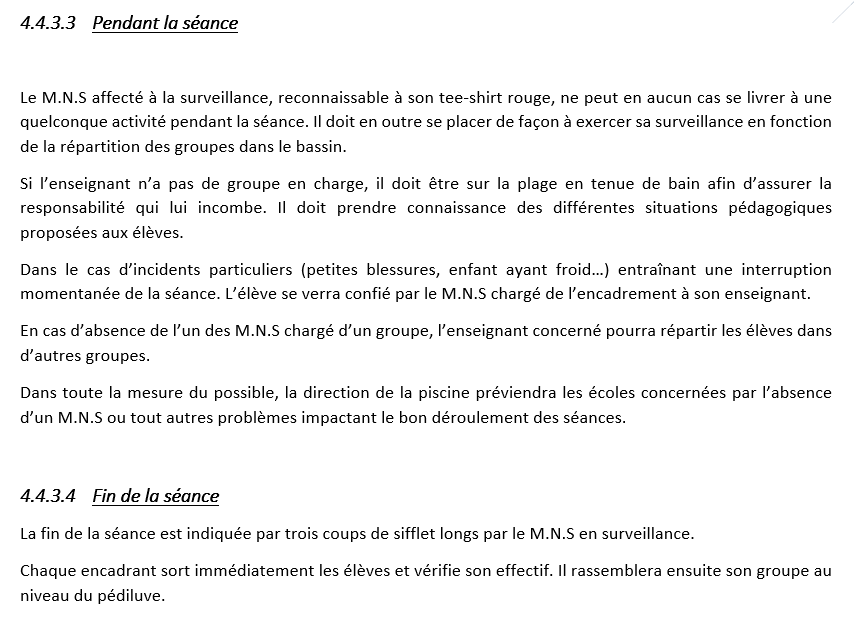 4.4.3.3 Pendant la séance
Le M.N.S affecté à la surveillance, reconnaissable à son tee-shirt rouge, ne peut en aucun cas se livrer à une
quelconque activité pendant la séance. Il doit en outre se placer de façon à exercer sa surveillance en fonction
de la répartition des groupes dans le bassin.
Si l’enseignant n’a pas de groupe en charge, il doit être sur la plage en tenue de bain afin d’assurer la
responsabilité qui lui incombe. Il doit prendre connaissance des différentes situations pédagogiques
proposées aux élèves.
Dans le cas d’incidents particuliers (petites blessures, enfant ayant froid…) entraînant une interruption
momentanée de la séance. L’élève se verra confié par le M.N.S chargé de l’encadrement à son enseignant.
En cas d’absence de l’un des M.N.S chargé d’un groupe, l’enseignant concerné pourra répartir les élèves dans
d’autres groupes.
Dans toute la mesure du possible, la direction de la piscine préviendra les écoles concernées par l’absence
d’un M.N.S ou tout autres problèmes impactant le bon déroulement des séances.
4.4.3.4 Fin de la séance
La fin de la séance est indiquée par trois coups de sifflet longs par le M.N.S en surveillance.
Chaque encadrant sort immédiatement les élèves et vérifie son effectif. Il rassemblera ensuite son groupe au
niveau du pédiluve.